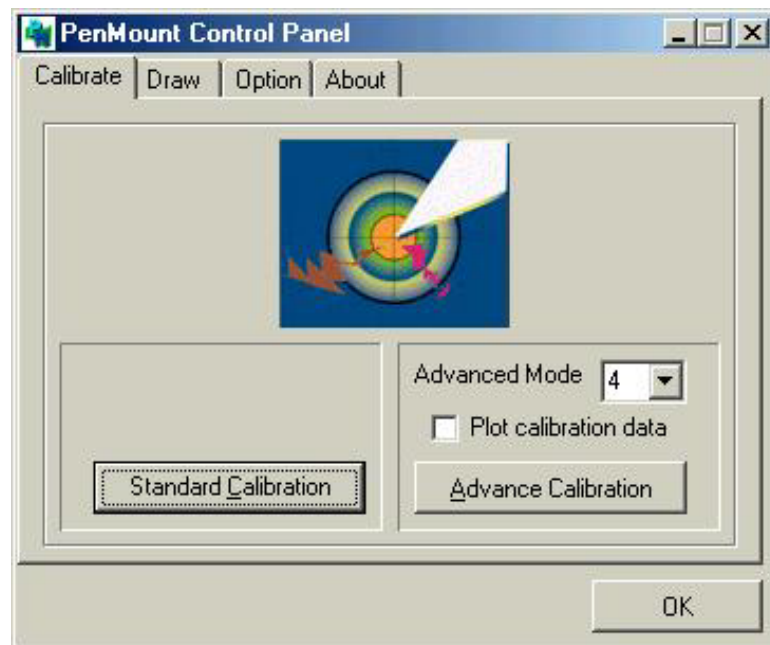 PenMount Control Panel
Calibrate Draw Option About
Advanced Mode 4
Plot calibration data
Standard Calibration
Advance Calibration
OK